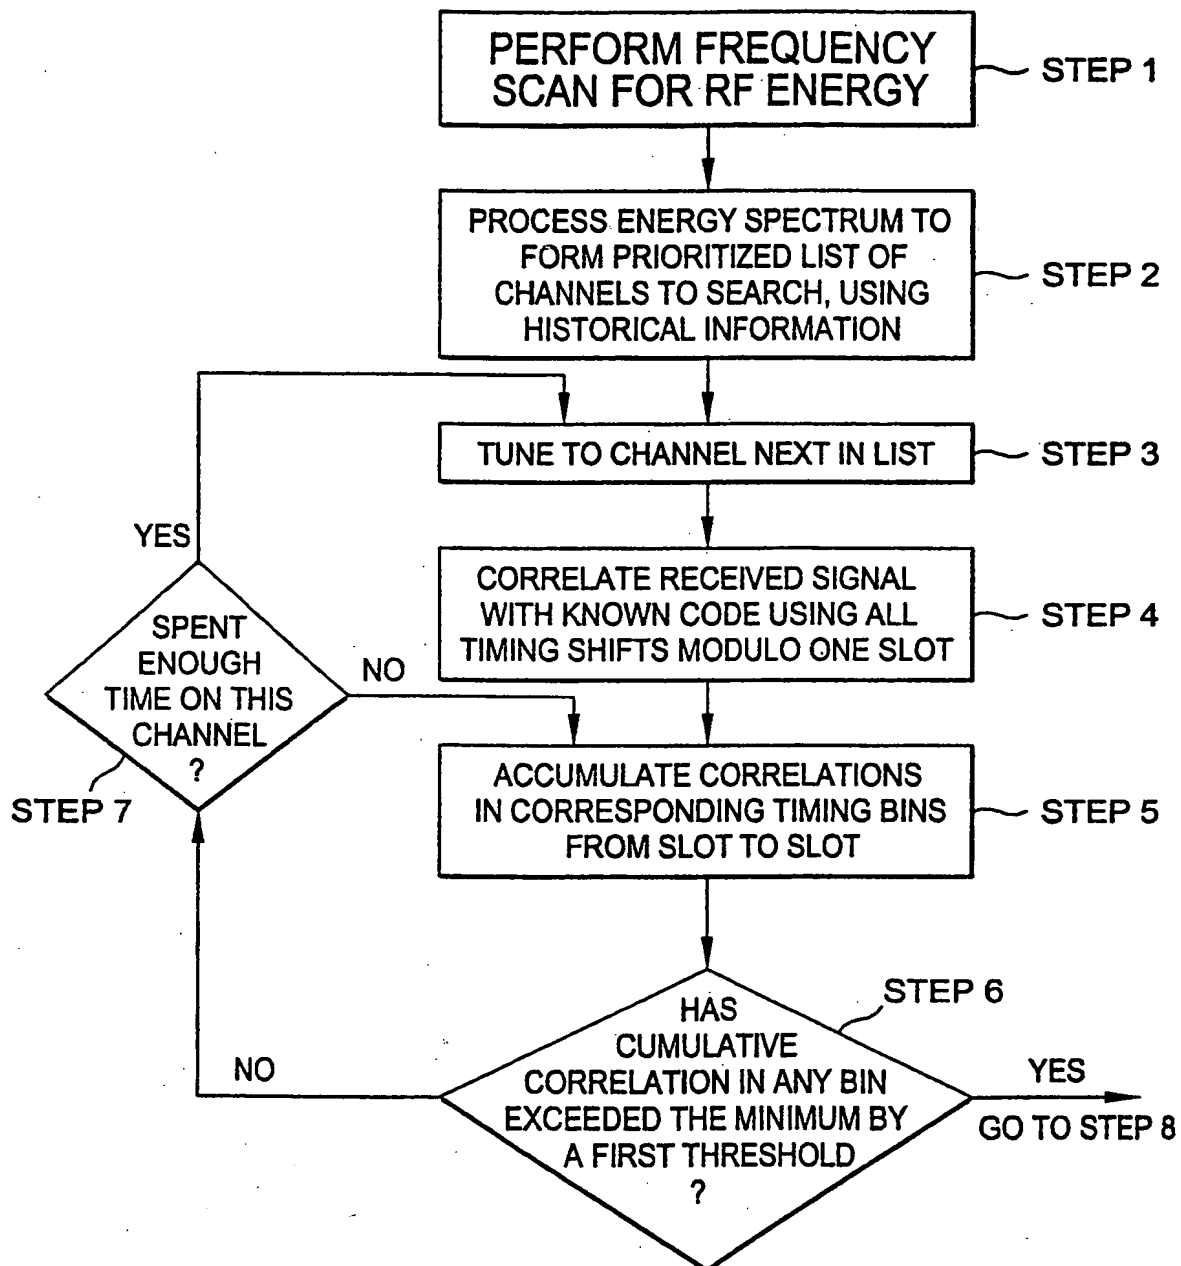 PERFORM FREQUENCY
SCAN FOR RF ENERGY
STEP 1
PROCESS ENERGY SPECTRUM TO
FORM PRIORITIZED LIST OF
CHANNELS TO SEARCH, USING
HISTORICAL INFORMATION
STEP 2
TUNE TO CHANNEL NEXT IN LIST
STEP 3
YES
CORRELATE RECEIVED SIGNAL
WITH KNOWN CODE USING ALL
TIMING SHIFTS MODULO ONE SLOT
STEP 4
SPENT
ENOUGH
TIME ON THIS
CHANNEL
?
NO
STEP 7
ACCUMULATE CORRELATIONS
IN CORRESPONDING TIMING BINS
FROM SLOT TO SLOT
STEP 5
HAS
CUMULATIVE
CORRELATION IN ANY BIN
EXCEEDED THE MINIMUM BY
A FIRST THRESHOLD
?
STEP 6
NO
YES
GO TO STEP 8